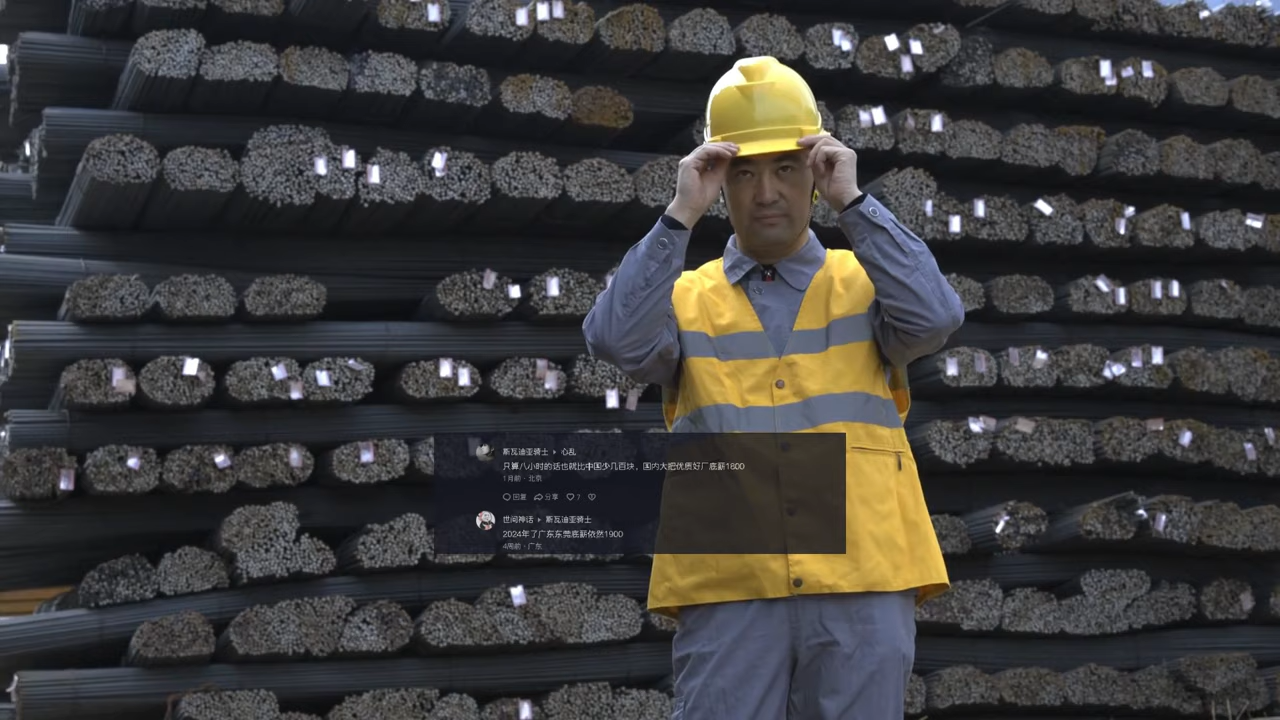 斯瓦迪亚骑士 ▸ 心乱
只算八小时的话也就比中国少几百块，国内大把优质好厂底薪1800
1月前 · 北京
回复 分享 7
世间神话 ▸ 斯瓦迪亚骑士
2024年了广东东莞底薪依然1900
4周前 · 广东